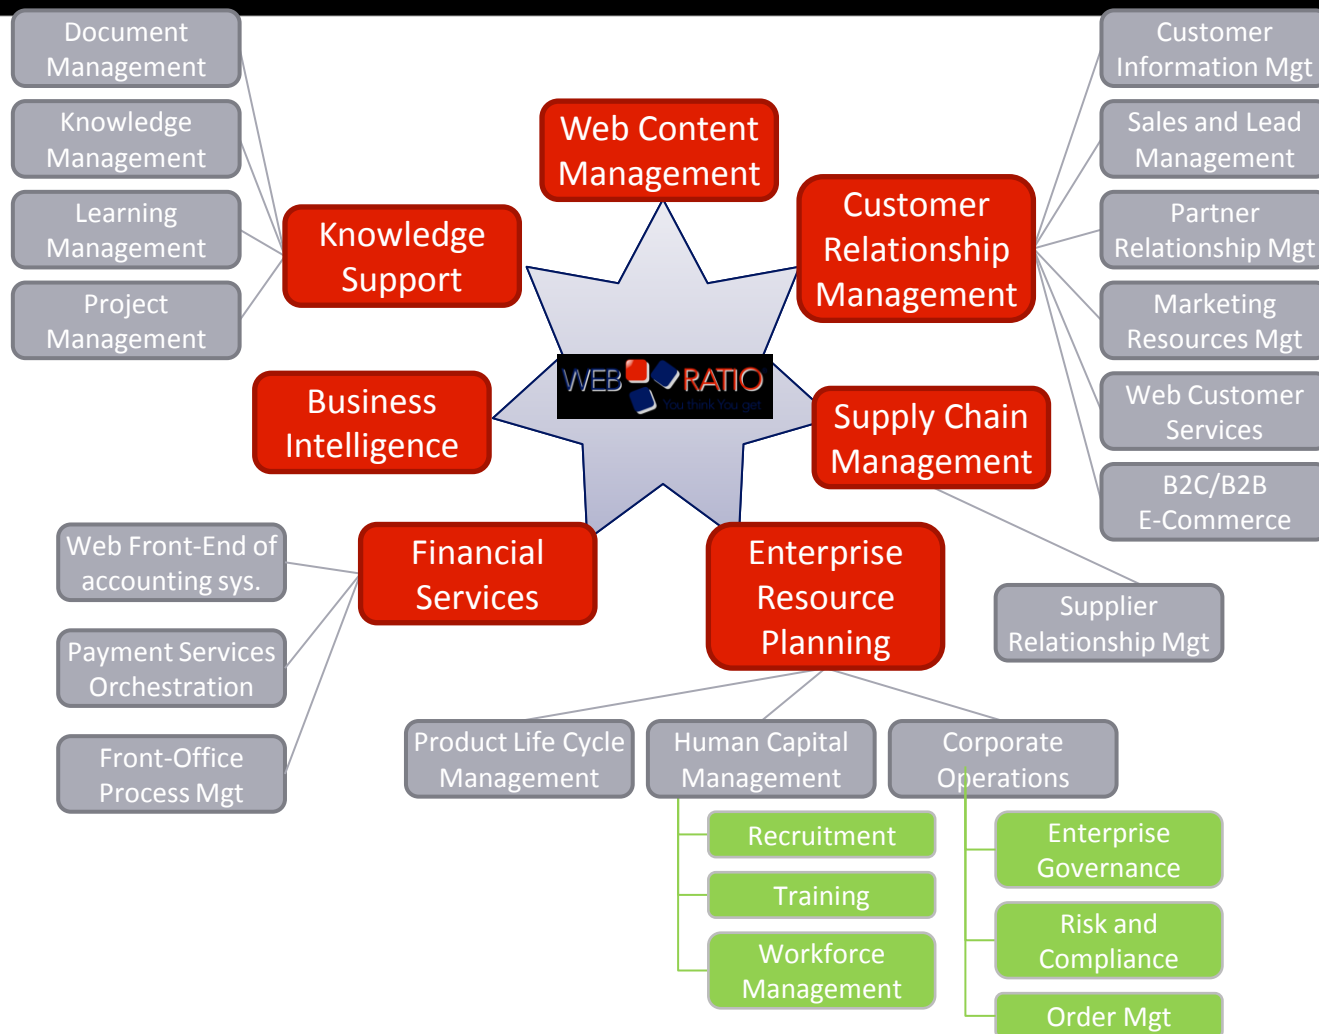 Document
Management
Knowledge
Management
Learning
Management
Project
Management
Knowledge
Support
Web Content
Management
Customer
Relationship
Management
Customer
Information Mgt
Sales and Lead
Management
Partner
Relationship Mgt
Marketing
Resources Mgt
Web Customer
Services
B2C/B2B
E-Commerce
WEB RATIO
You think You get
Business
Intelligence
Supply Chain
Management
Supplier
Relationship Mgt
Financial
Services
Web Front-End of
accounting sys.
Payment Services
Orchestration
Front-Office
Process Mgt
Enterprise
Resource
Planning
Product Life Cycle
Management
Human Capital
Management
Corporate
Operations
Recruitment
Training
Workforce
Management
Enterprise
Governance
Risk and
Compliance
Order Mgt